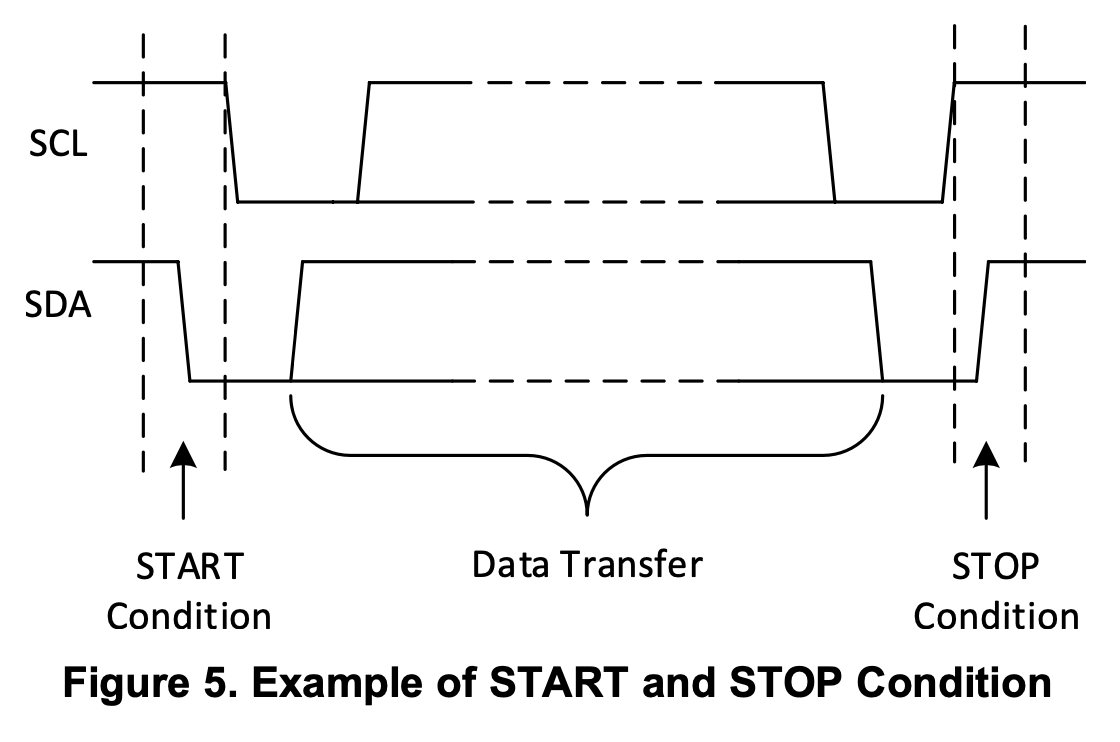 SCL
SDA
START
Condition
Data Transfer
STOP
Condition
Figure 5. Example of START and STOP Condition